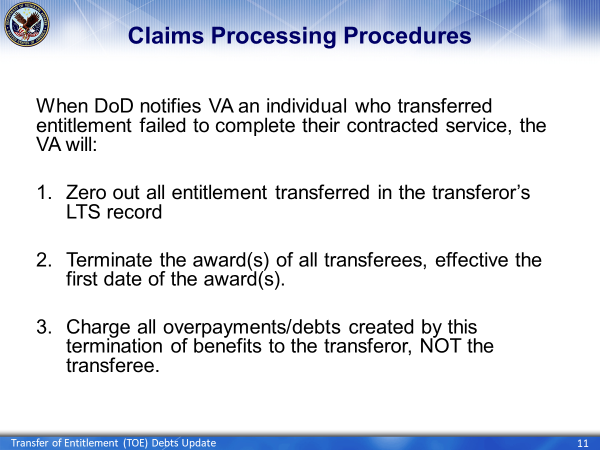 Claims Processing Procedures
When DoD notifies VA an individual who transferred
entitlement failed to complete their contracted service, the
VA will:
1. Zero out all entitlement transferred in the transferor’s
LTS record
2. Terminate the award(s) of all transferees, effective the
first date of the award(s).
3. Charge all overpayments/debts created by this
termination of benefits to the transferor, NOT the
transferee.
Transfer of Entitlement (TOE) Debts Update
11